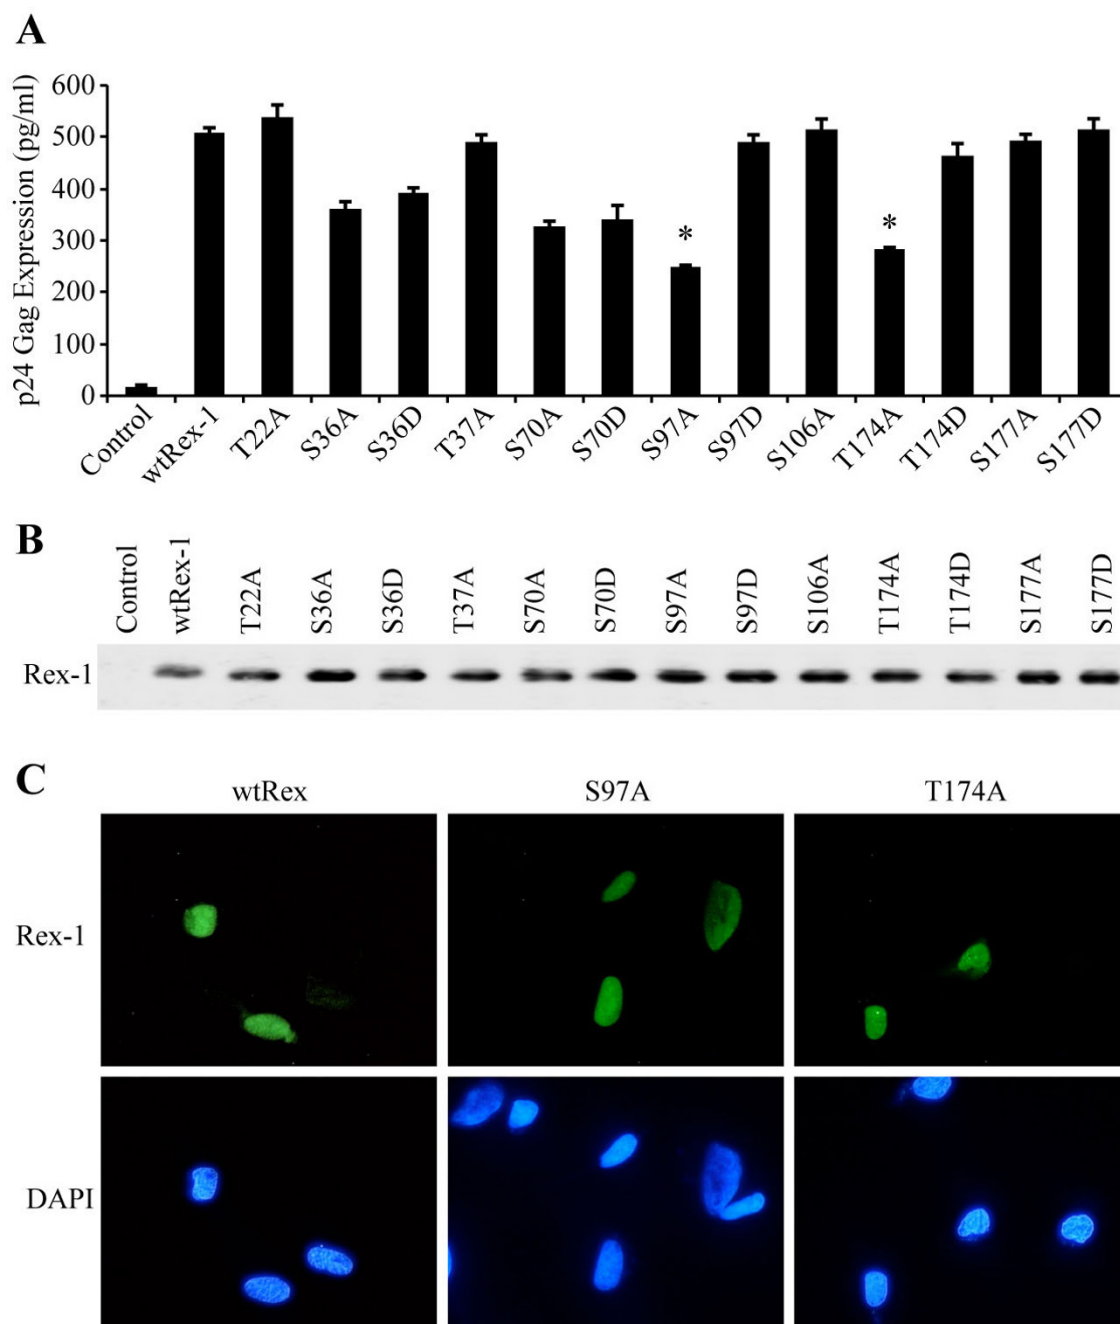 A
p24 Gag Expression (pg/ml)
600
500
400
300
200
100
0
*
*
Control
wtRex-1
T22A
S36A
S36D
T37A
S70A
S70D
S97A
S97D
S106A
T174A
T174D
S177A
S177D
B
Control
wtRex-1
T22A
S36A
S36D
T37A
S70A
S70D
S97A
S97D
S106A
T174A
T174D
S177A
S177D
Rex-1
C
wtRex
S97A
T174A
Rex-1
DAPI